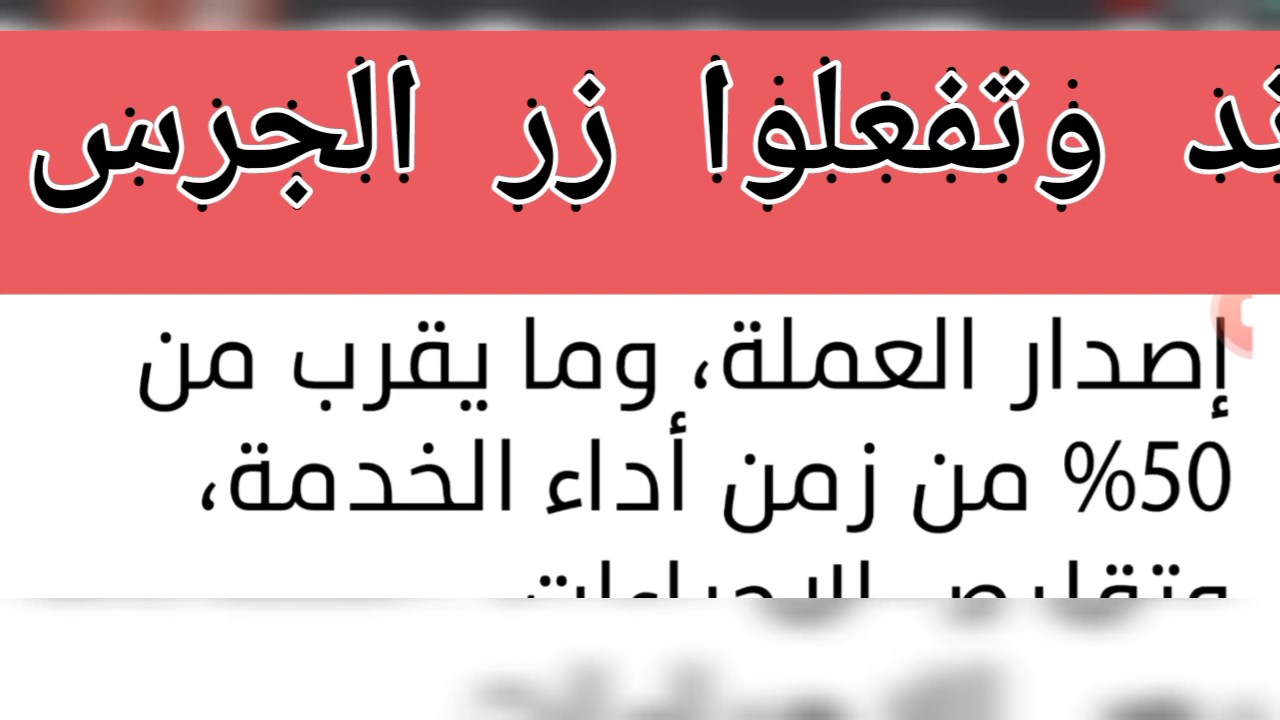 وتفعلوا زر الجرس
إصدار العملة، وما يقرب من
50% من زمن أداء الخدمة،